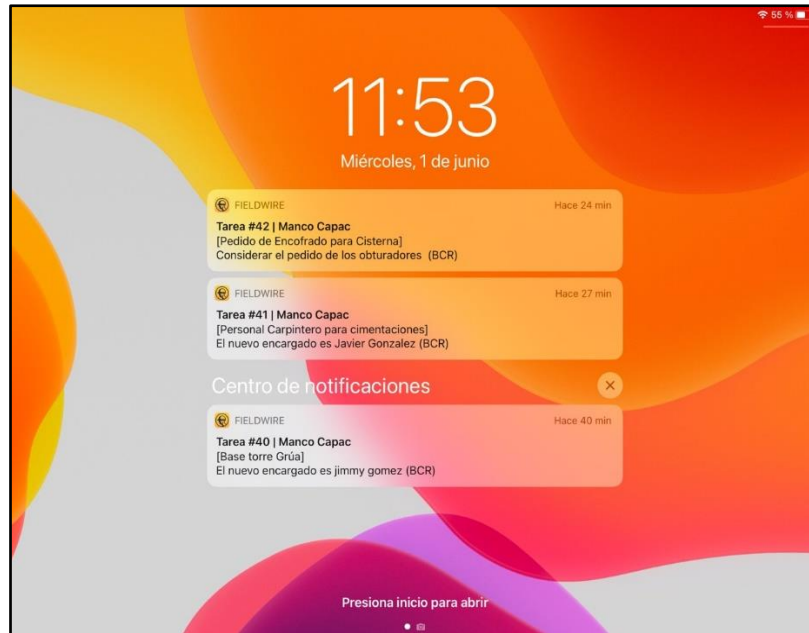 55 %
11:53
Miércoles, 1 de junio
FIELDWIRE Hace 24 min
Tarea #42 | Manco Capac
[Pedido de Encofrado para Cisterna]
Considerar el pedido de los obturadores (BCR)
FIELDWIRE Hace 27 min
Tarea #41 | Manco Capac
[Personal Carpintero para cimentaciones]
El nuevo encargado es Javier Gonzalez (BCR)
Centro de notificaciones
FIELDWIRE Hace 40 min
Tarea #40 | Manco Capac
[Base torre Grúa]
El nuevo encargado es jimmy gomez (BCR)
Presiona inicio para abrir